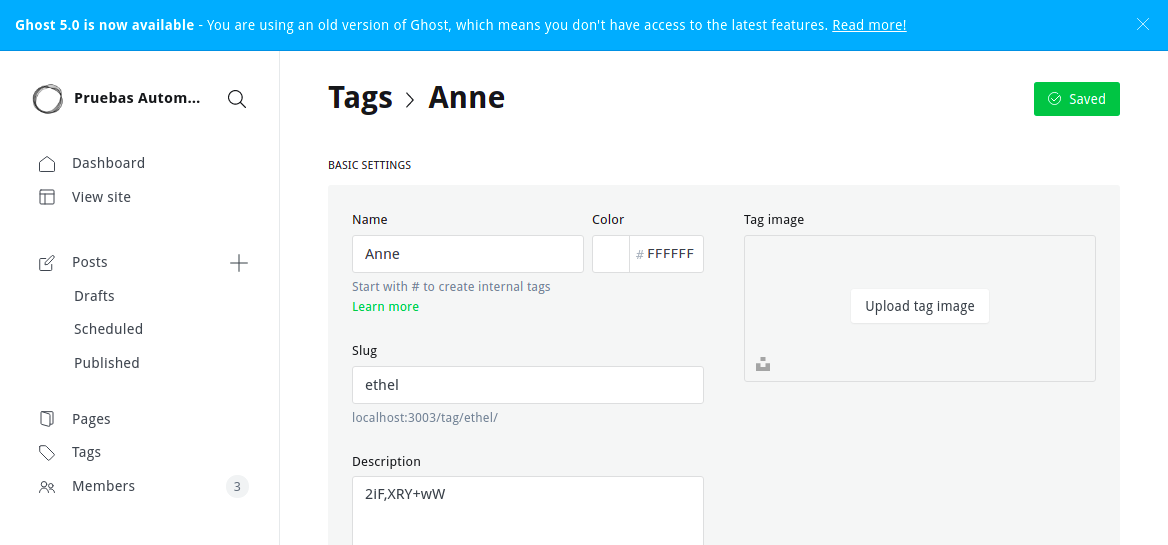 Ghost 5.0 is now available - You are using an old version of Ghost, which means you don't have access to the latest features. Read more!
Pruebas Autom...
Dashboard
View site
Posts
Drafts
Scheduled
Published
Pages
Tags
Members 3
Tags > Anne
Saved
BASIC SETTINGS
Name
Anne
Start with # to create internal tags
Learn more
Color
# FFFFFF
Slug
ethel
localhost:3003/tag/ethel/
Description
2iF,XRY+wW
Tag image
Upload tag image